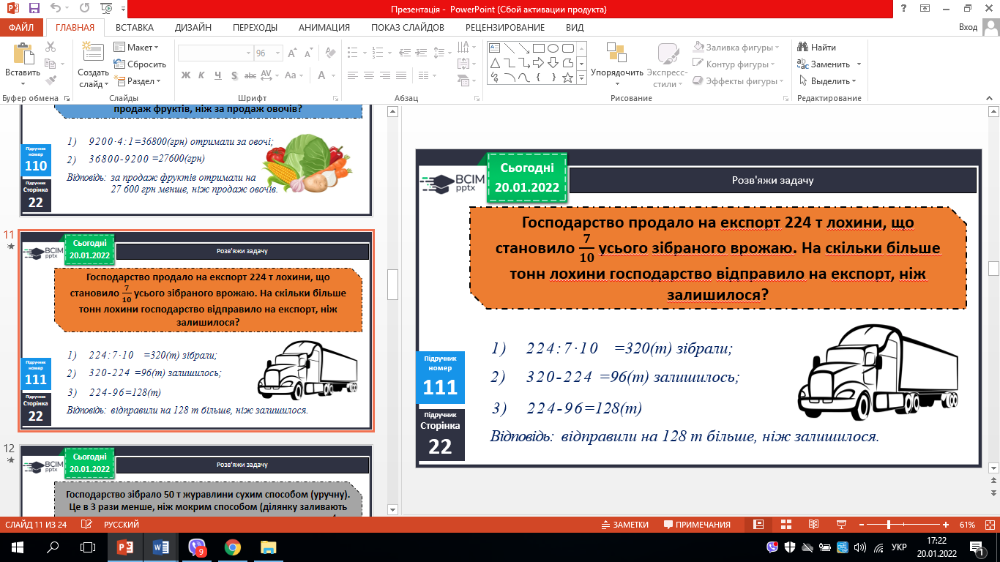 Презентація - PowerPoint (Сбой активации продукта)
ФАЙЛ ГЛАВНАЯ ВСТАВКА ДИЗАЙН ПЕРЕХОДЫ АНИМАЦИЯ ПОКАЗ СЛАЙДОВ РЕЦЕНЗИРОВАНИЕ ВИД Вход
Вставить
Буфер обмена
Создать слайд
Макет
Сбросить
Раздел
Слайды
96
Ж К Ч S abc AV Aa A
Шрифт
Абзац
Упорядочить
Экспресс-стили
Заливка фигуры
Контур фигуры
Эффекты фигуры
Рисование
Найти
Заменить
Выделить
Редактирование
продаж фруктів, ніж за продаж овочів?
1) 9200·4:1=36800(грн) отримали за овочі;
2) 36800-9200 =27600(грн)
Відповідь: за продаж фруктів отримали на
27 600 грн менше, ніж продаж овочів.
Підручник
номер
110
Підручник
Сторінка
22
11
BCIM
pptx
Сьогодні
20.01.2022
Розв'яжи задачу
Господарство продало на експорт 224 т лохини, що
становило 7/10 усього зібраного врожаю. На скільки більше
тонн лохини господарство відправило на експорт, ніж
залишилося?
1) 224:7·10 =320(т) зібрали;
2) 320-224 =96(т) залишилось;
3) 224-96=128(т)
Відповідь: відправили на 128 т більше, ніж залишилося.
Підручник
номер
111
Підручник
Сторінка
22
12
BCIM
pptx
Сьогодні
20.01.2022
Розв'яжи задачу
Господарство зібрало 50 т журавлини сухим способом (уручну).
Це в 3 рази менше, ніж мокрим способом (ділянку заливають
BCIM
pptx
Сьогодні
20.01.2022
Розв'яжи задачу
Господарство продало на експорт 224 т лохини, що
становило 7/10 усього зібраного врожаю. На скільки більше
тонн лохини господарство відправило на експорт, ніж
залишилося?
1) 224:7·10 =320(т) зібрали;
2) 320-224 =96(т) залишилось;
3) 224-96=128(т)
Відповідь: відправили на 128 т більше, ніж залишилося.
Підручник
номер
111
Підручник
Сторінка
22
СЛАЙД 11 ИЗ 24 РУССКИЙ ЗАМЕТКИ ПРИМЕЧАНИЯ 61%
9
УКР
17:22
20.01.2022
1